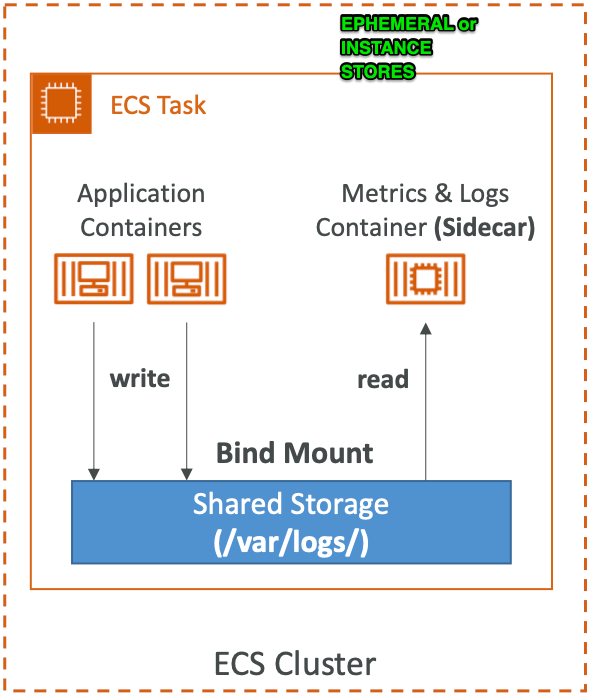 EPHEMERAL or
INSTANCE
STORES
ECS Task
Application
Containers
Metrics & Logs
Container (Sidecar)
write
read
Bind Mount
Shared Storage
(/var/logs/)
ECS Cluster